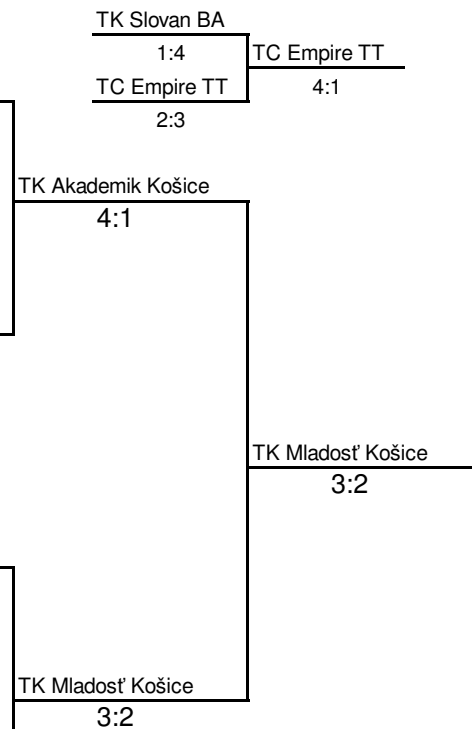 TK Slovan BA
1:4
TC Empire TT
TC Empire TT
4:1
2:3
TK Akademik Košice
4:1
TK Mladosť Košice
3:2
TK Mladosť Košice
3:2